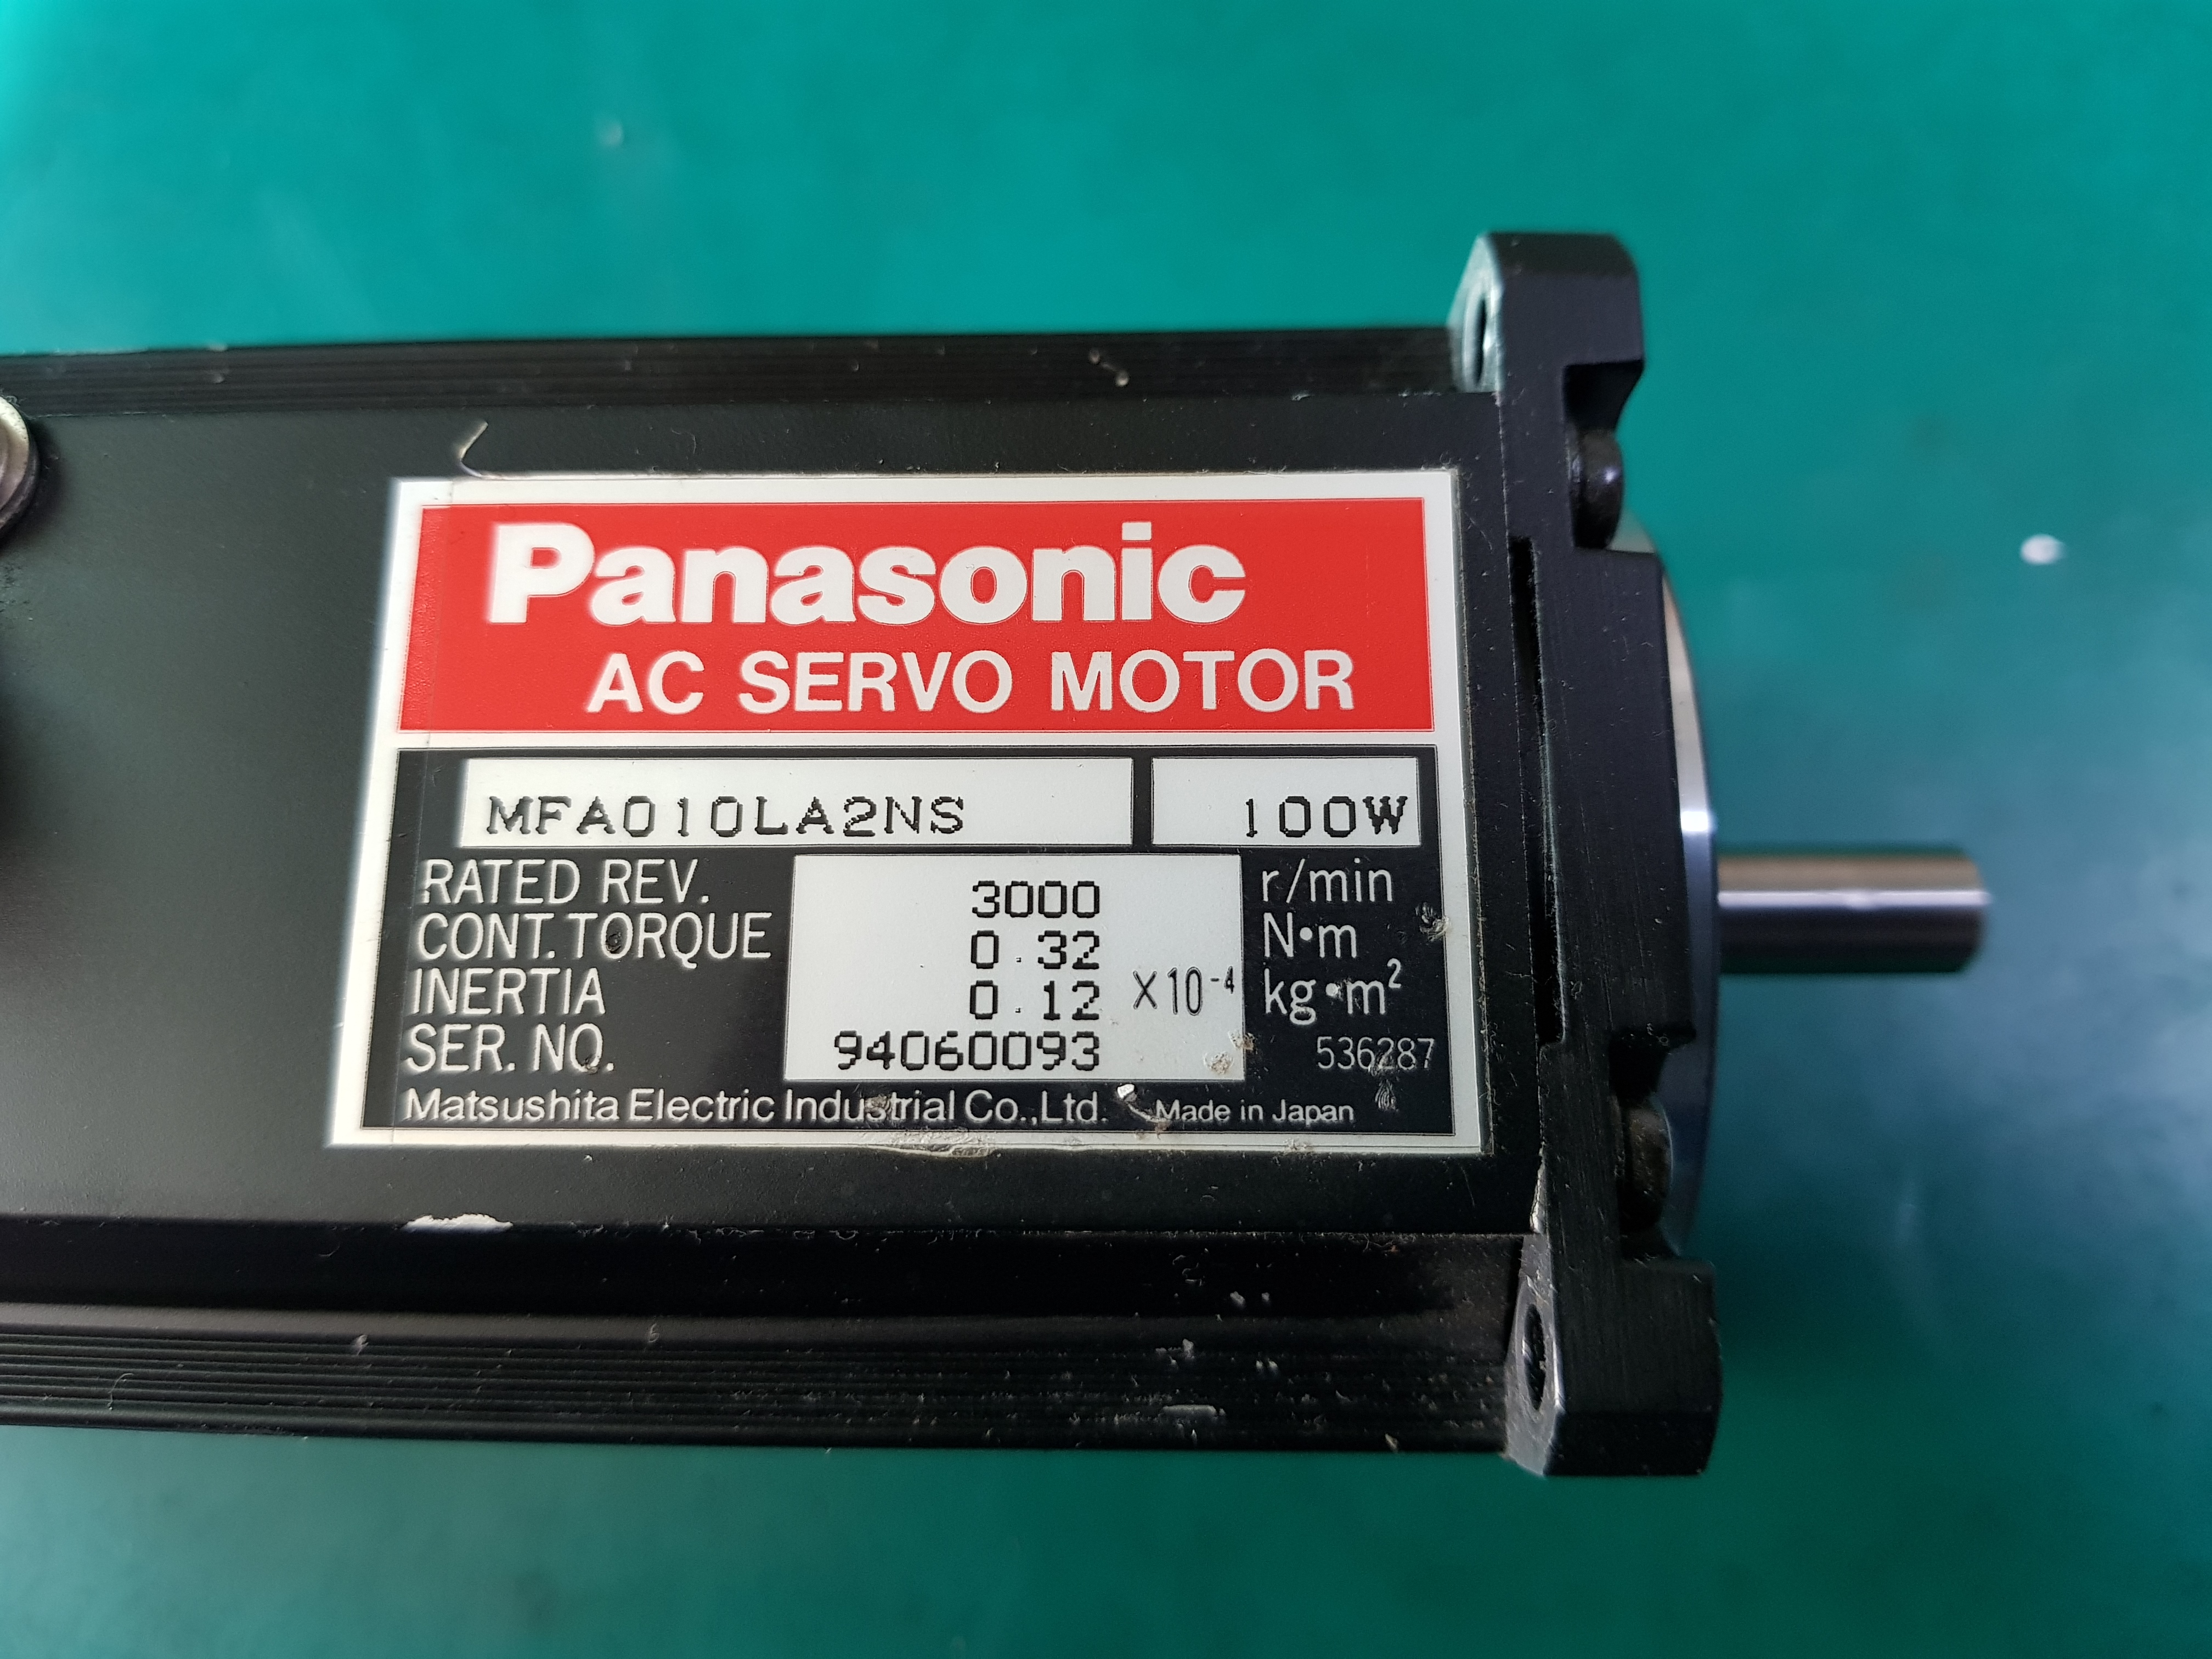 Panasonic
AC SERVO MOTOR
MFA010LA2NS 100W
RATED REV. 3000 r/min
CONT. TORQUE 0.32 N•m
INERTIA 0.12 ×10⁻⁴ kg•m²
SER. NO. 94060093 536287
Matsushita Electric Industrial Co.,Ltd. Made in Japan